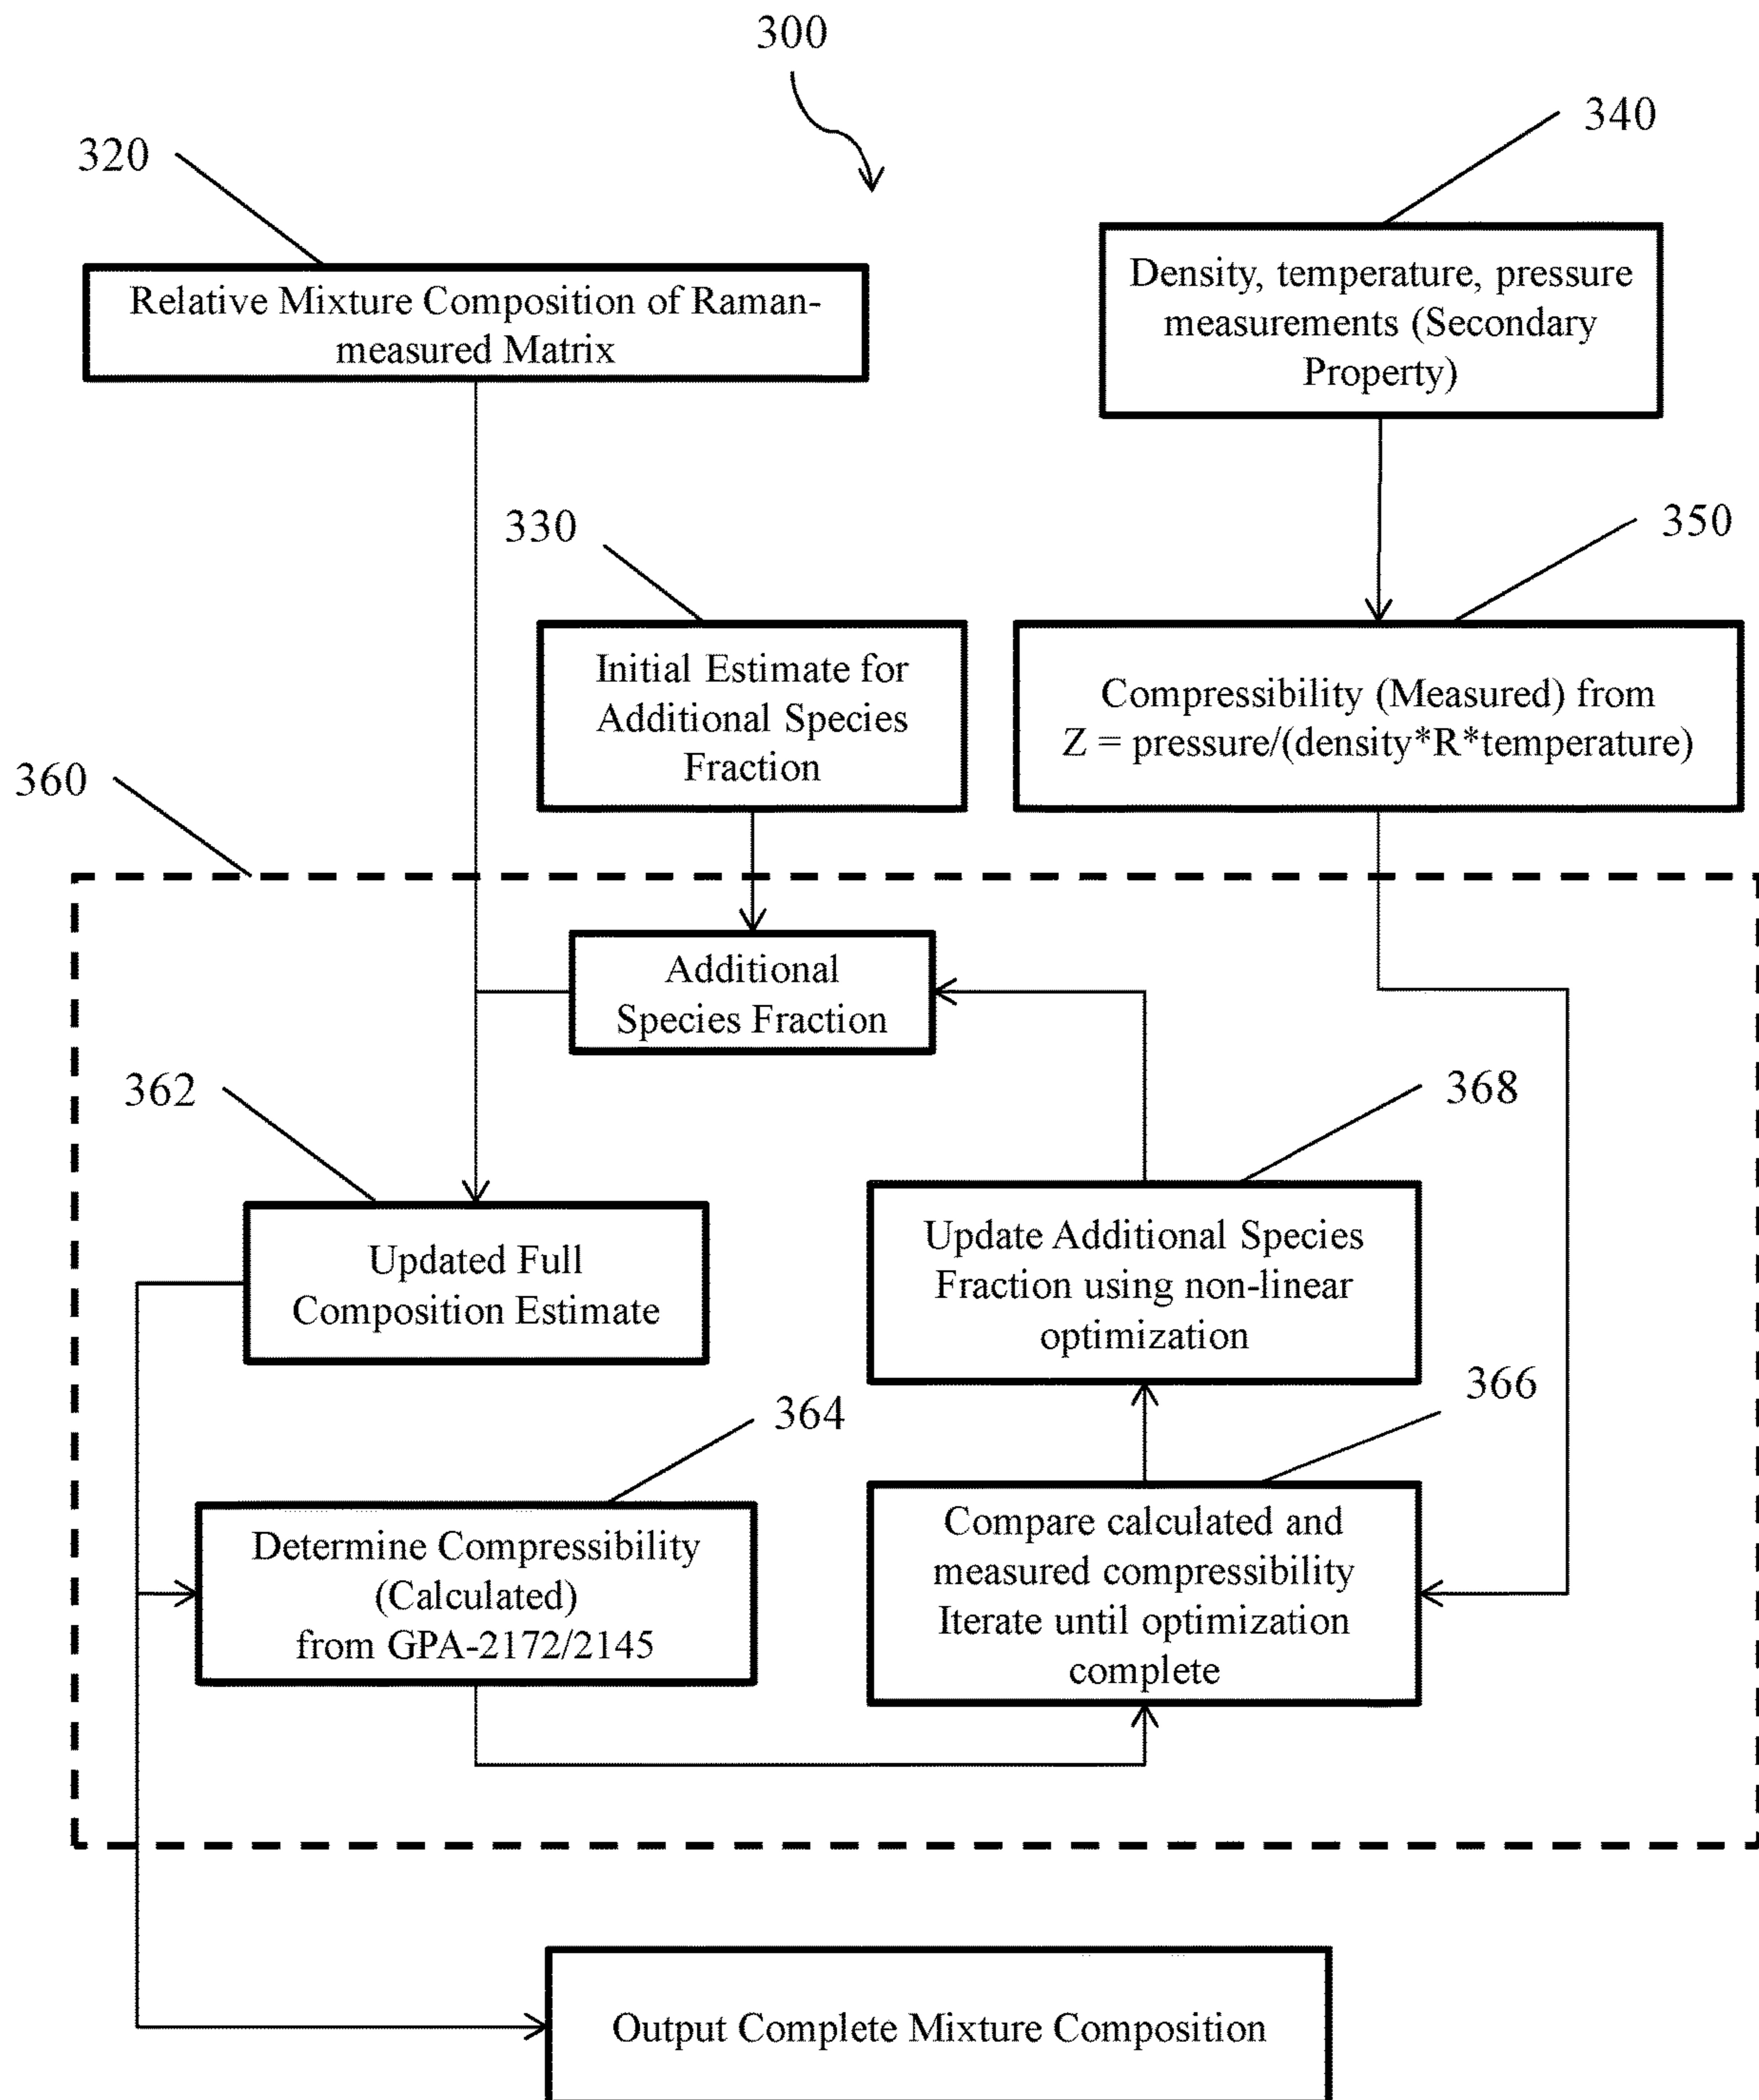 300
340
320
Density, temperature, pressure
measurements (Secondary
Property)
Relative Mixture Composition of Raman-
measured Matrix
330
350
Initial Estimate for
Additional Species
Fraction
Compressibility (Measured) from
Z = pressure/(density*R*temperature)
360
Additional
Species Fraction
362
368
Updated Full
Composition Estimate
Update Additional Species
Fraction using non-linear
optimization
364
366
Determine Compressibility
(Calculated)
from GPA-2172/2145
Compare calculated and
measured compressibility
Iterate until optimization
complete
Output Complete Mixture Composition